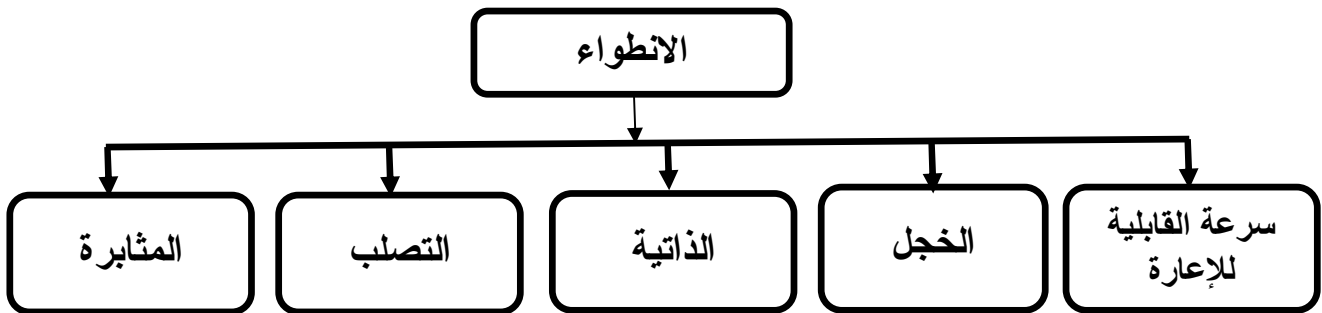 الانطواء
سرعة القابلية
للإعارة
الخجل
الذاتية
التصلب
المثابرة